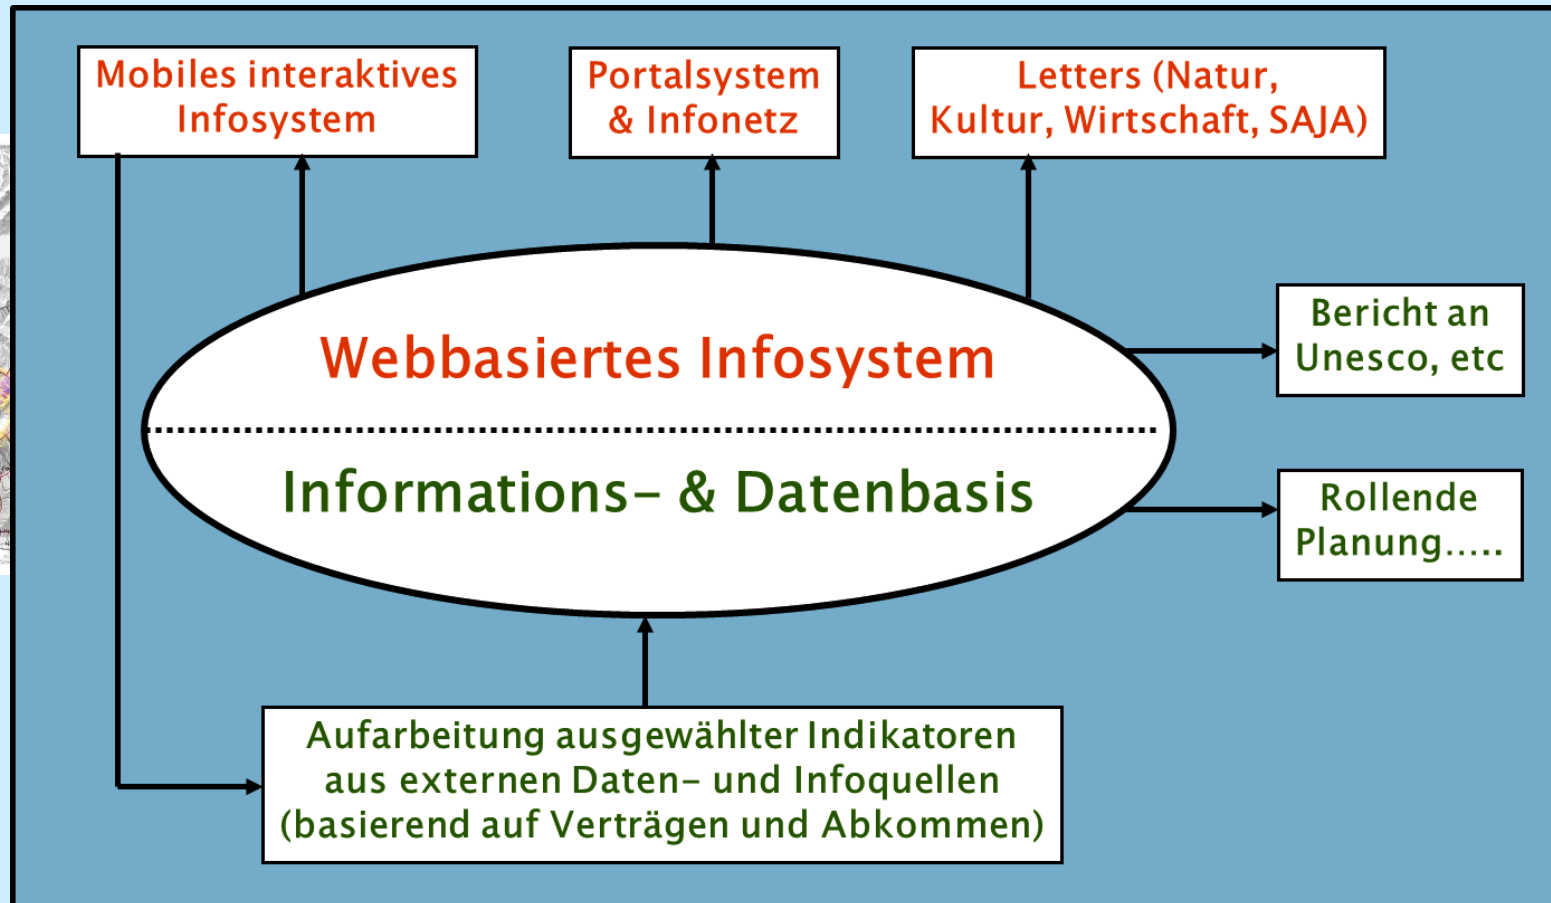 Mobiles interaktives
Infosystem
Portalsystem
& Infonetz
Letters (Natur,
Kultur, Wirtschaft, SAJA)
Webbasiertes Infosystem
Informations- & Datenbasis
Bericht an
Unesco, etc
Rollende
Planung.....
Aufarbeitung ausgewählter Indikatoren
aus externen Daten- und Infoquellen
(basierend auf Verträgen und Abkommen)